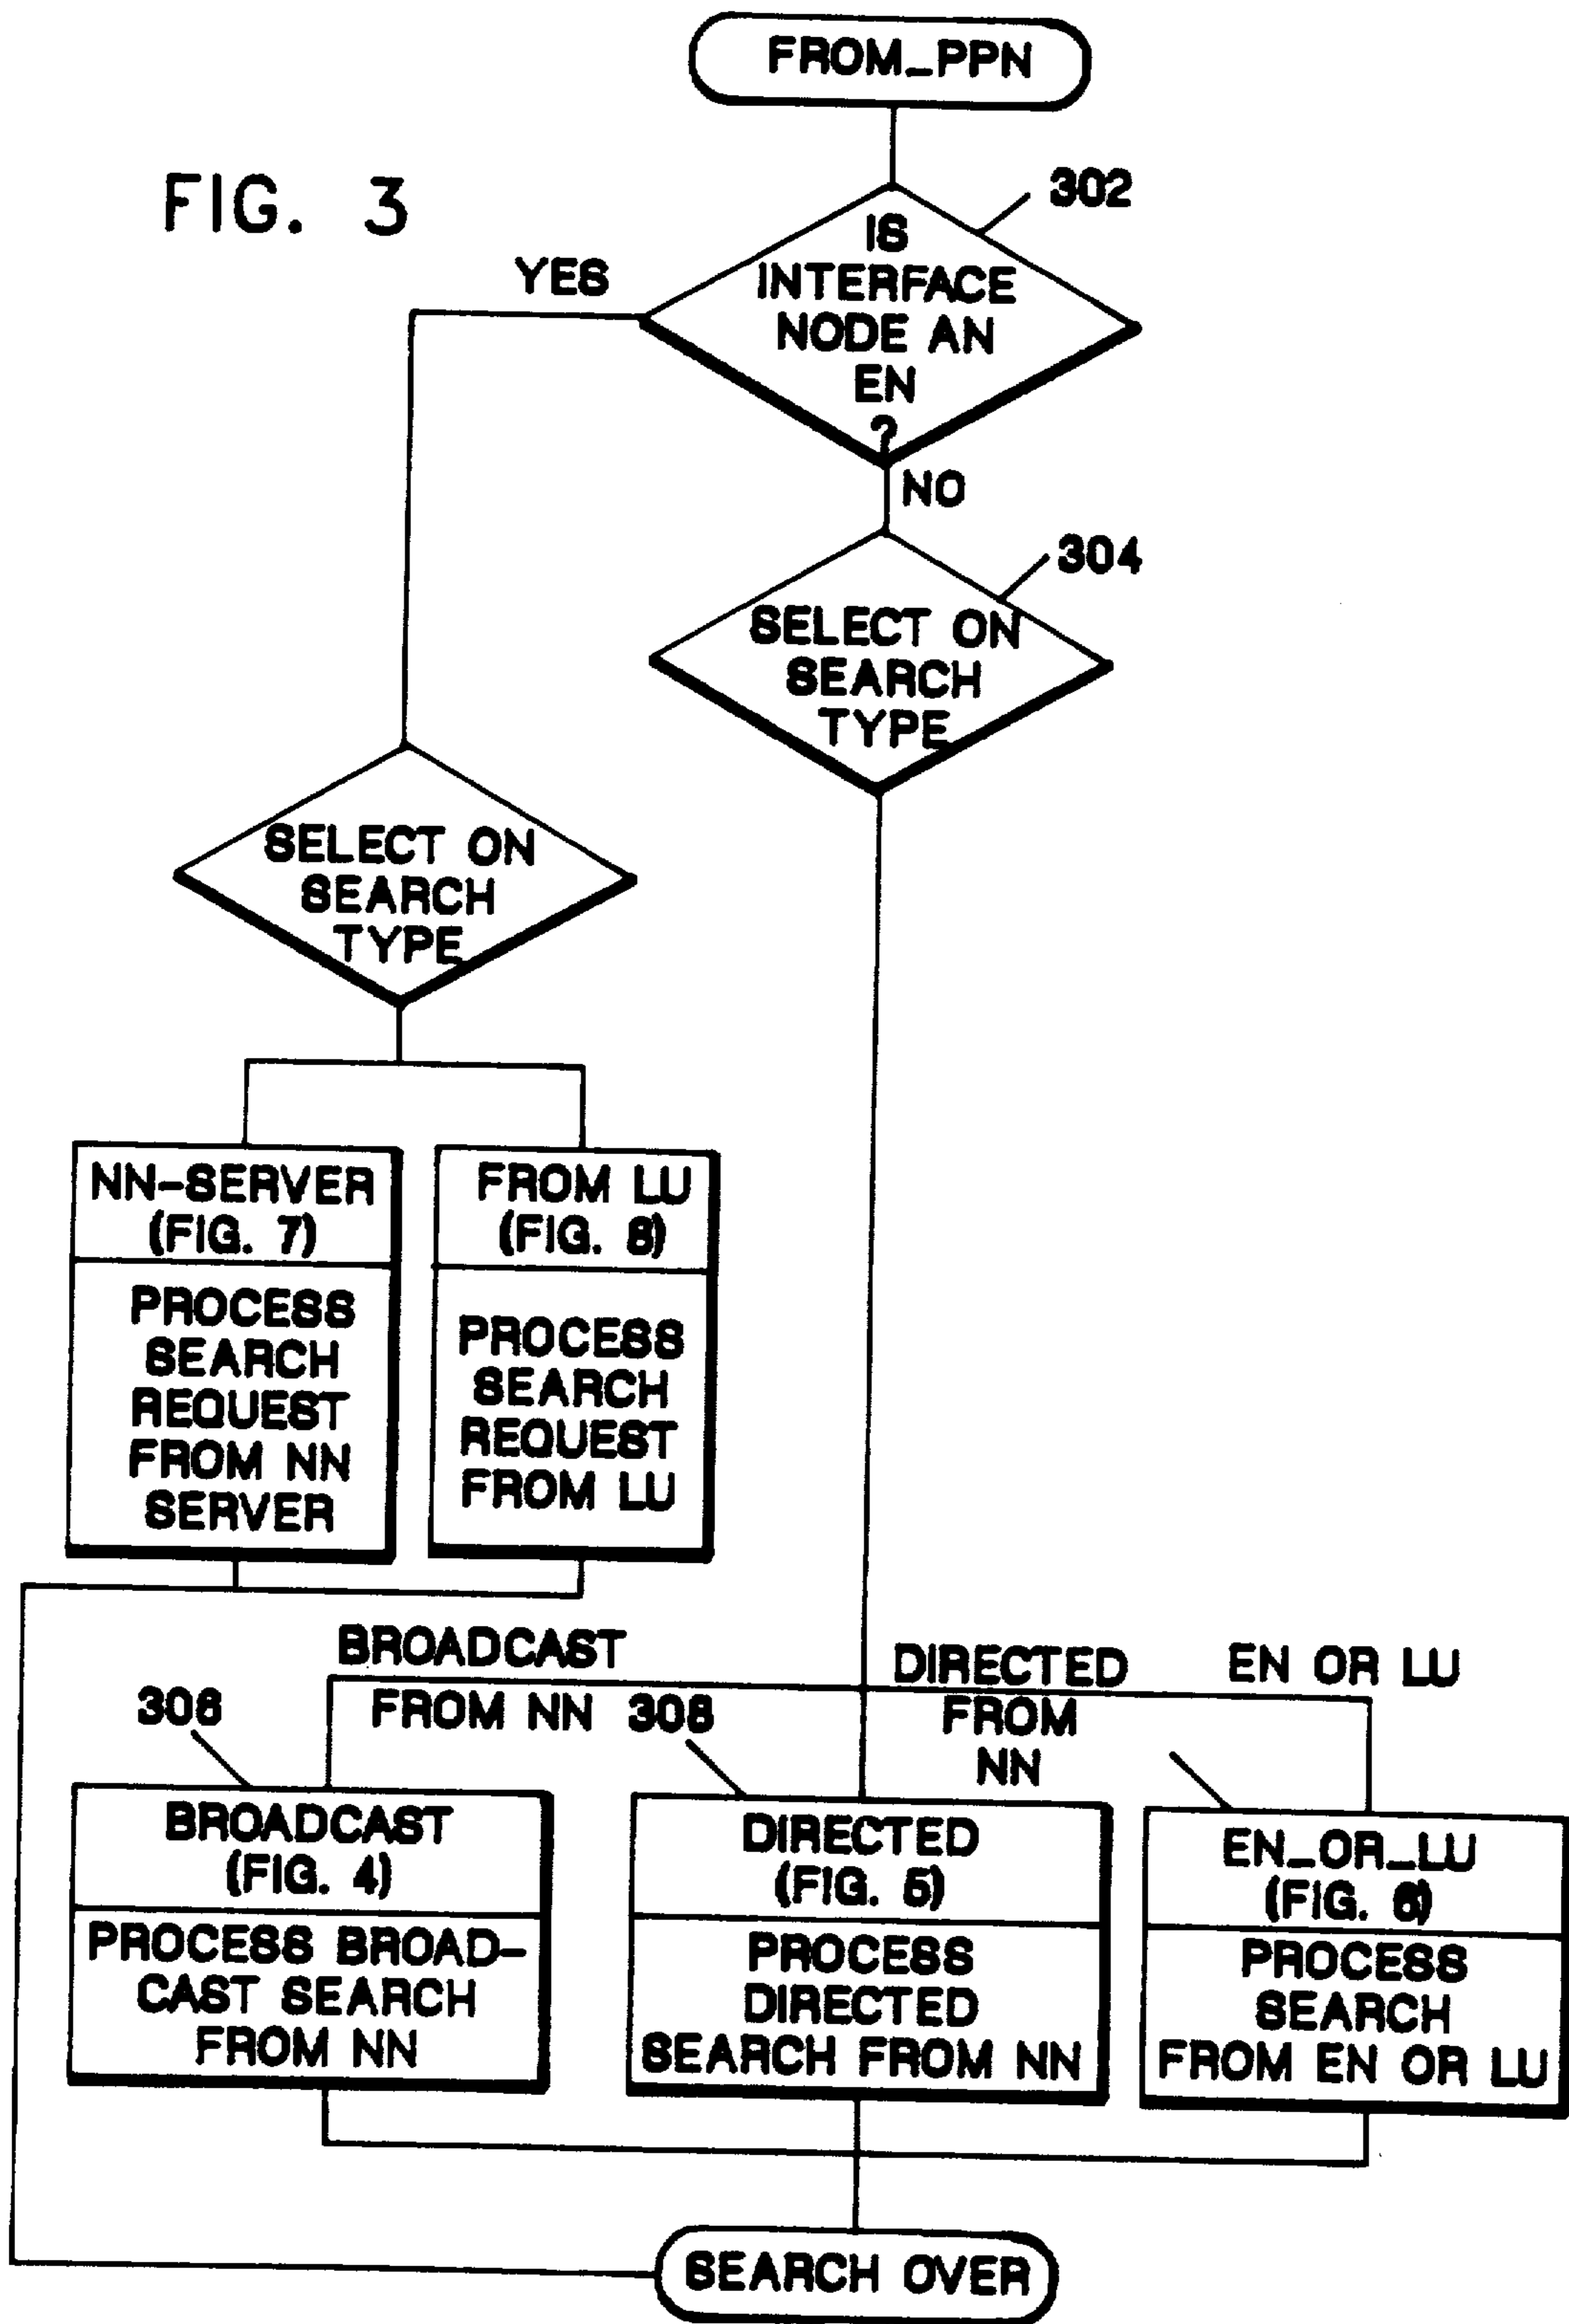 FROM_PPN
FIG. 3
302
IS
INTERFACE
NODE AN
EN
?
YES
NO
304
SELECT ON
SEARCH
TYPE
SELECT ON
SEARCH
TYPE
NN-SERVER
(FIG. 7)
PROCESS
SEARCH
REQUEST
FROM NN
SERVER
FROM LU
(FIG. 8)
PROCESS
SEARCH
REQUEST
FROM LU
BROADCAST
FROM NN
DIRECTED
FROM
NN
EN OR LU
306
308
BROADCAST
(FIG. 4)
PROCESS BROAD-
CAST SEARCH
FROM NN
DIRECTED
(FIG. 5)
PROCESS
DIRECTED
SEARCH FROM NN
EN_OR_LU
(FIG. 6)
PROCESS
SEARCH
FROM EN OR LU
SEARCH OVER